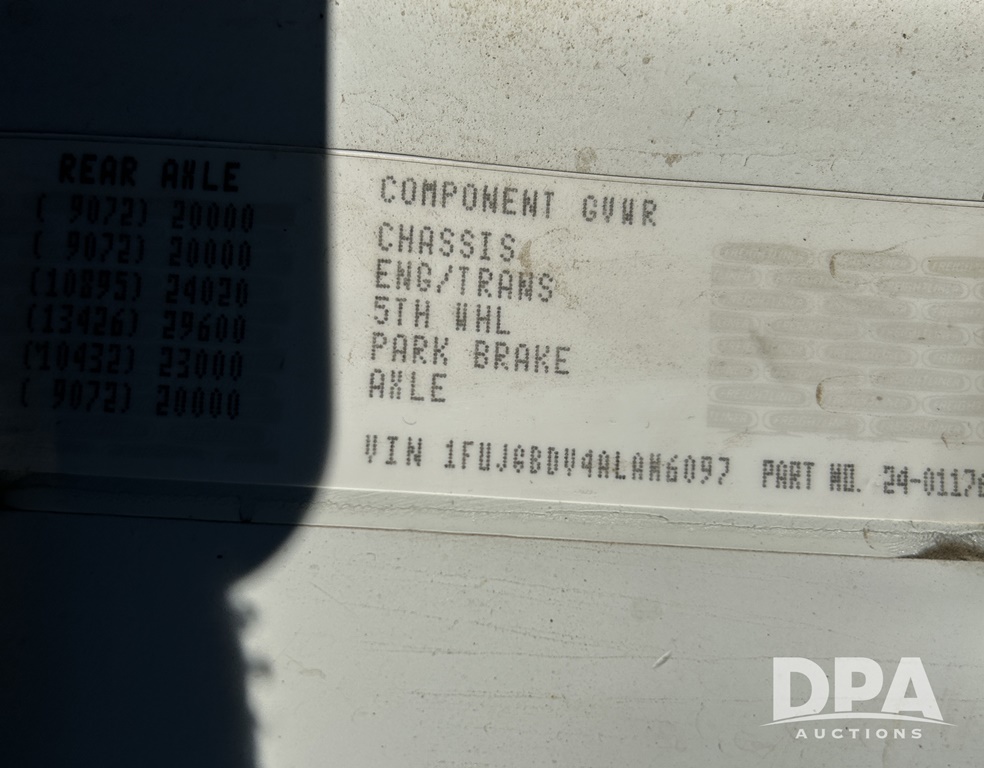 REAR AXLE
( 9072) 20000
( 9072) 20000
(10895) 24020
(13426) 29600
(10432) 23000
( 9072) 20000
COMPONENT GVWR
CHASSIS
ENG/TRANS
5TH WHL
PARK BRAKE
AXLE
VIN 1FUJGBDV4ALAM6097 PART NO. 24-01176
DPA
AUCTIONS